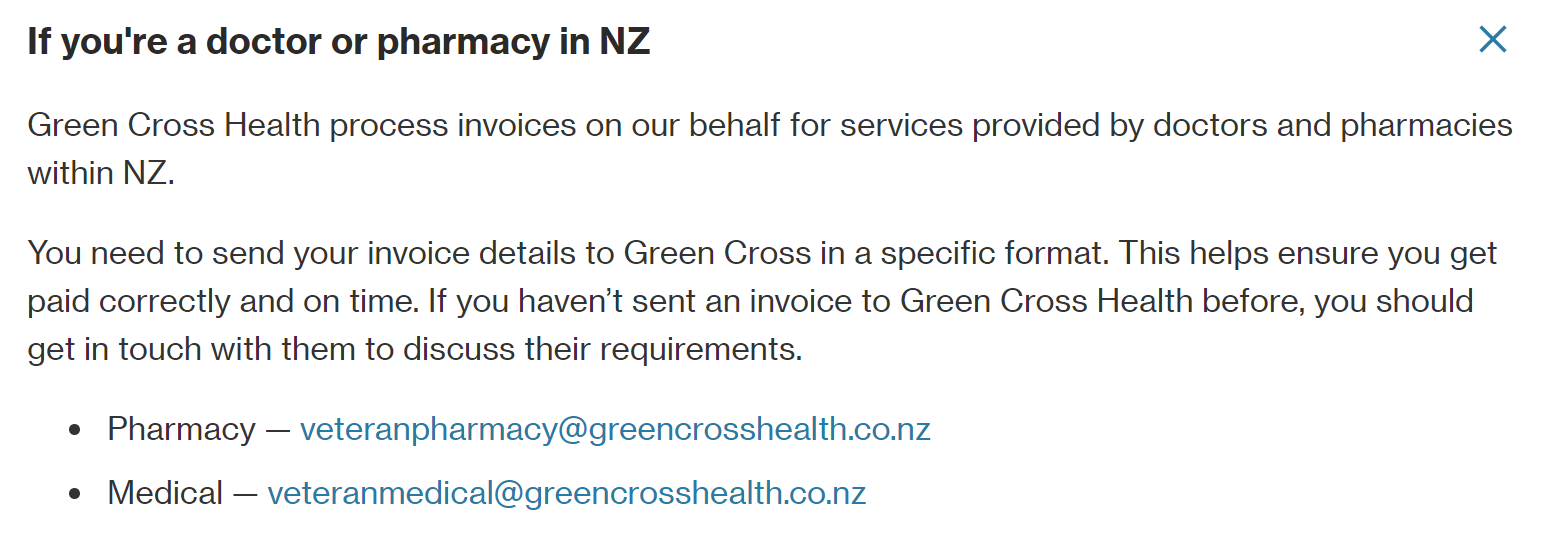 If you're a doctor or pharmacy in NZ
Green Cross Health process invoices on our behalf for services provided by doctors and pharmacies
within NZ.
You need to send your invoice details to Green Cross in a specific format. This helps ensure you get
paid correctly and on time. If you haven’t sent an invoice to Green Cross Health before, you should
get in touch with them to discuss their requirements.
• Pharmacy — veteranpharmacy@greencrosshealth.co.nz
• Medical — veteranmedical@greencrosshealth.co.nz